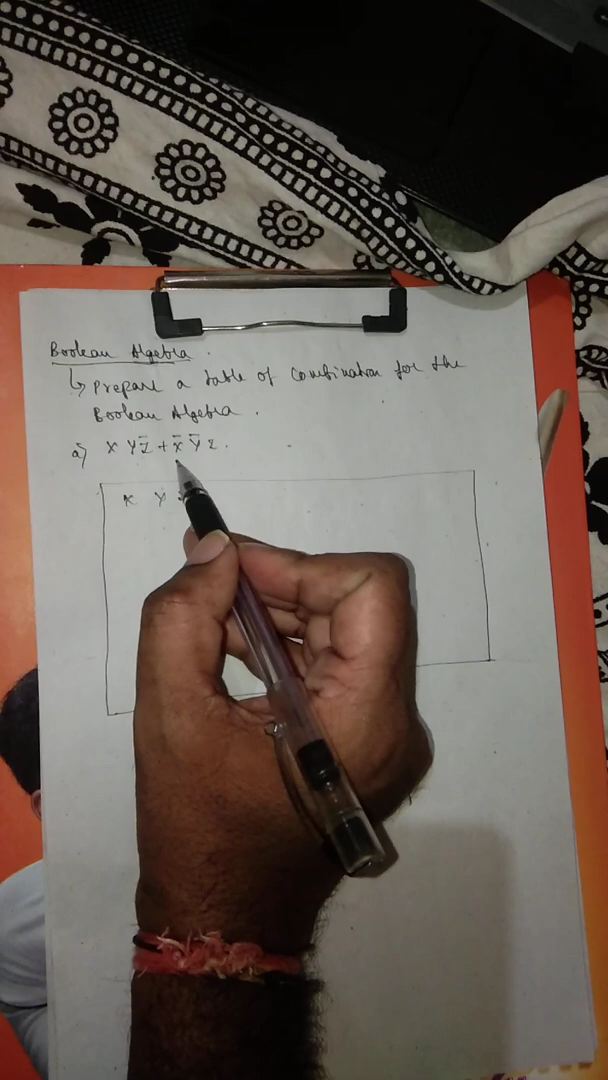 Boolean Algebra.
↳ Prepare a table of combination for the
Boolean Algebra.
a) X Y Z̅ + X̅ Y̅ Z.
X Y